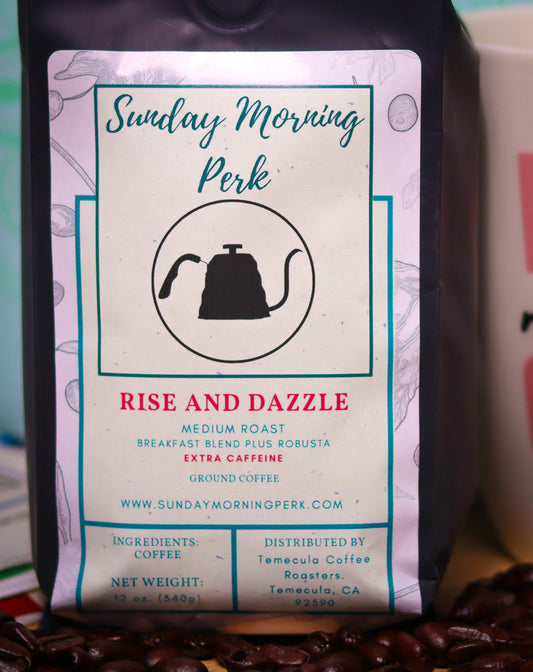 Sunday Morning
Perk
RISE AND DAZZLE
MEDIUM ROAST
BREAKFAST BLEND PLUS ROBUSTA
EXTRA CAFFEINE
GROUND COFFEE
WWW.SUNDAYMORNINGPERK.COM
INGREDIENTS:
COFFEE
NET WEIGHT:
12 oz. (340g)
DISTRIBUTED BY
Temecula Coffee
Roasters.
Temecula, CA
92590